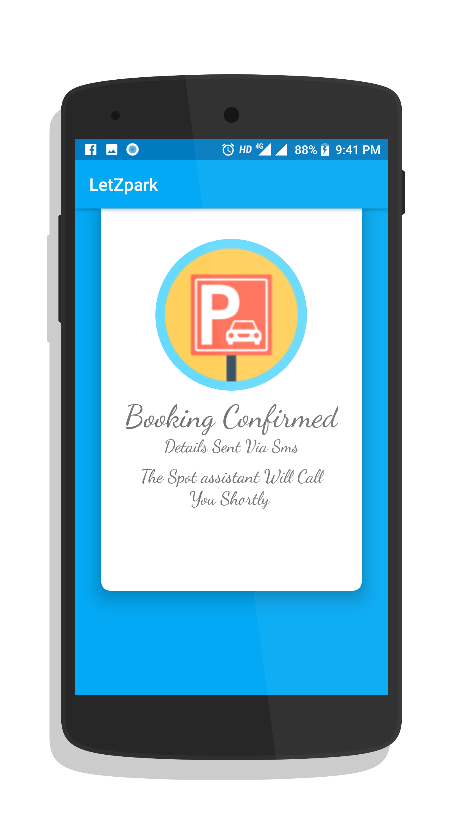 HD 4G 88% 9:41 PM
LetZpark
P
Booking Confirmed
Details Sent Via Sms
The Spot assistant Will Call
You Shortly